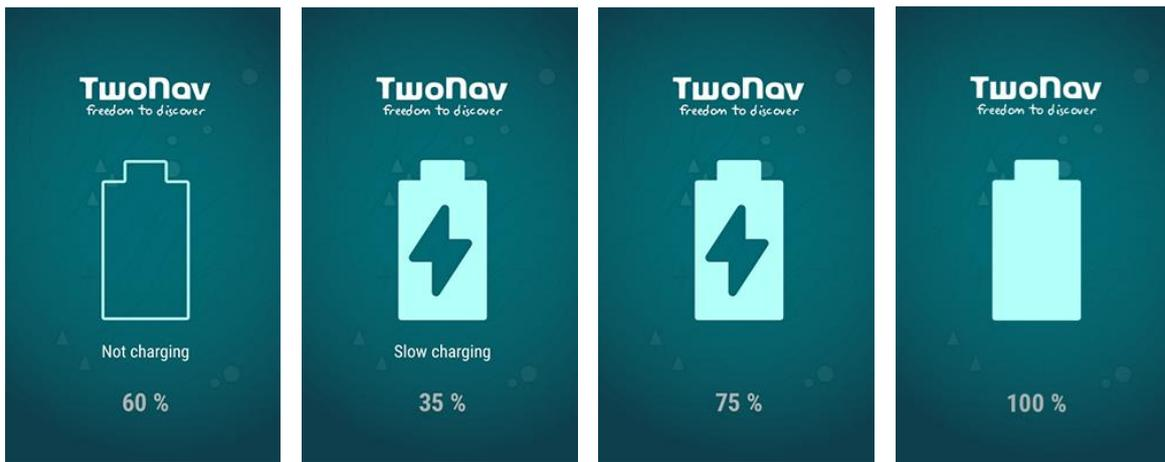 TwoNav
freedom to discover
Not charging
60 %
TwoNav
freedom to discover
Slow charging
35 %
TwoNav
freedom to discover
75 %
TwoNav
freedom to discover
100 %